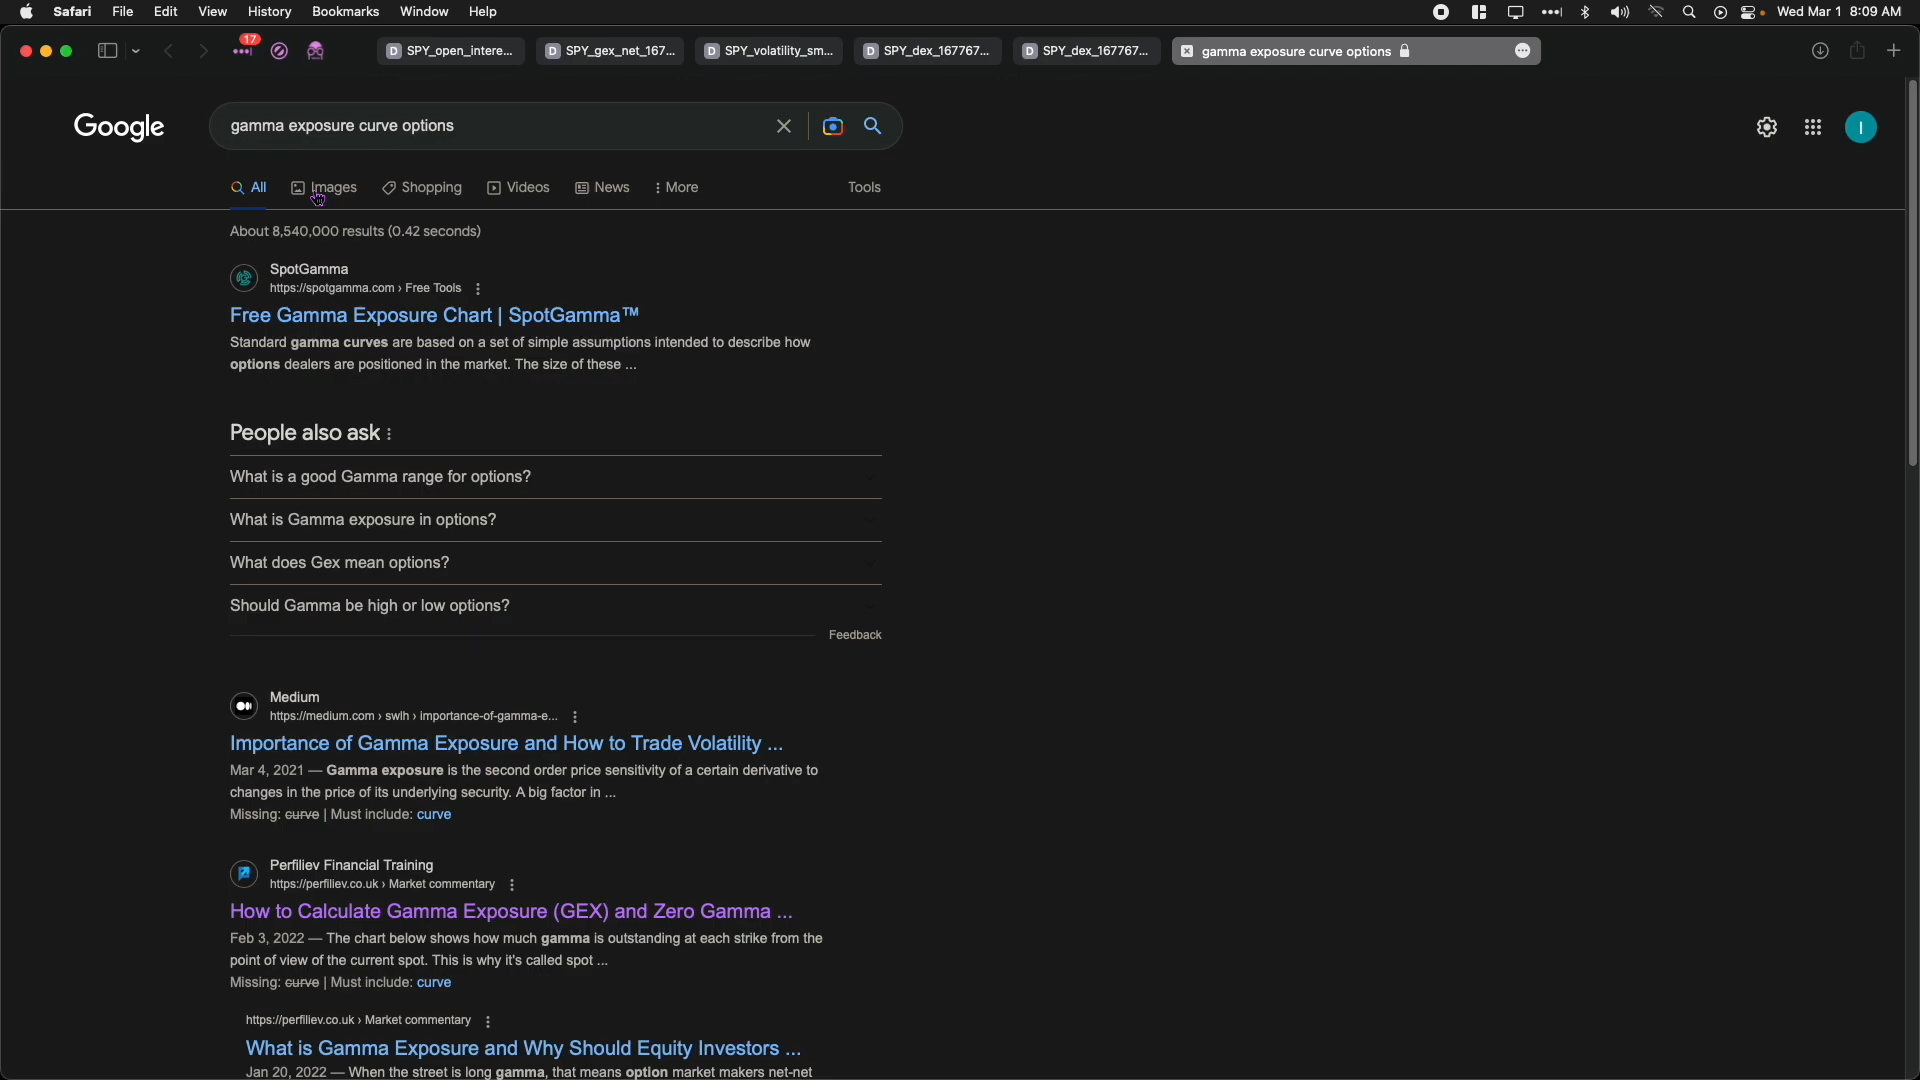 Safari File Edit View History Bookmarks Window Help Wed Mar 1 8:09 AM
17
SPY_open_intere... SPY_gex_net_167... SPY_volatility_sm... SPY_dex_167767... SPY_dex_167767... gamma exposure curve options
Google gamma exposure curve options I
All Images Shopping Videos News More Tools
About 8,540,000 results (0.42 seconds)
SpotGamma
https://spotgamma.com › Free Tools
Free Gamma Exposure Chart | SpotGamma™
Standard gamma curves are based on a set of simple assumptions intended to describe how
options dealers are positioned in the market. The size of these ...
People also ask
What is a good Gamma range for options?
What is Gamma exposure in options?
What does Gex mean options?
Should Gamma be high or low options?
Feedback
Medium
https://medium.com › swlh › importance-of-gamma-e...
Importance of Gamma Exposure and How to Trade Volatility ...
Mar 4, 2021 — Gamma exposure is the second order price sensitivity of a certain derivative to
changes in the price of its underlying security. A big factor in ...
Missing: curve | Must include: curve
Perfiliev Financial Training
https://perfiliev.co.uk › Market commentary
How to Calculate Gamma Exposure (GEX) and Zero Gamma ...
Feb 3, 2022 — The chart below shows how much gamma is outstanding at each strike from the
point of view of the current spot. This is why it's called spot ...
Missing: curve | Must include: curve
https://perfiliev.co.uk › Market commentary
What is Gamma Exposure and Why Should Equity Investors ...
Jan 20, 2022 — When the street is long gamma, that means option market makers net-net